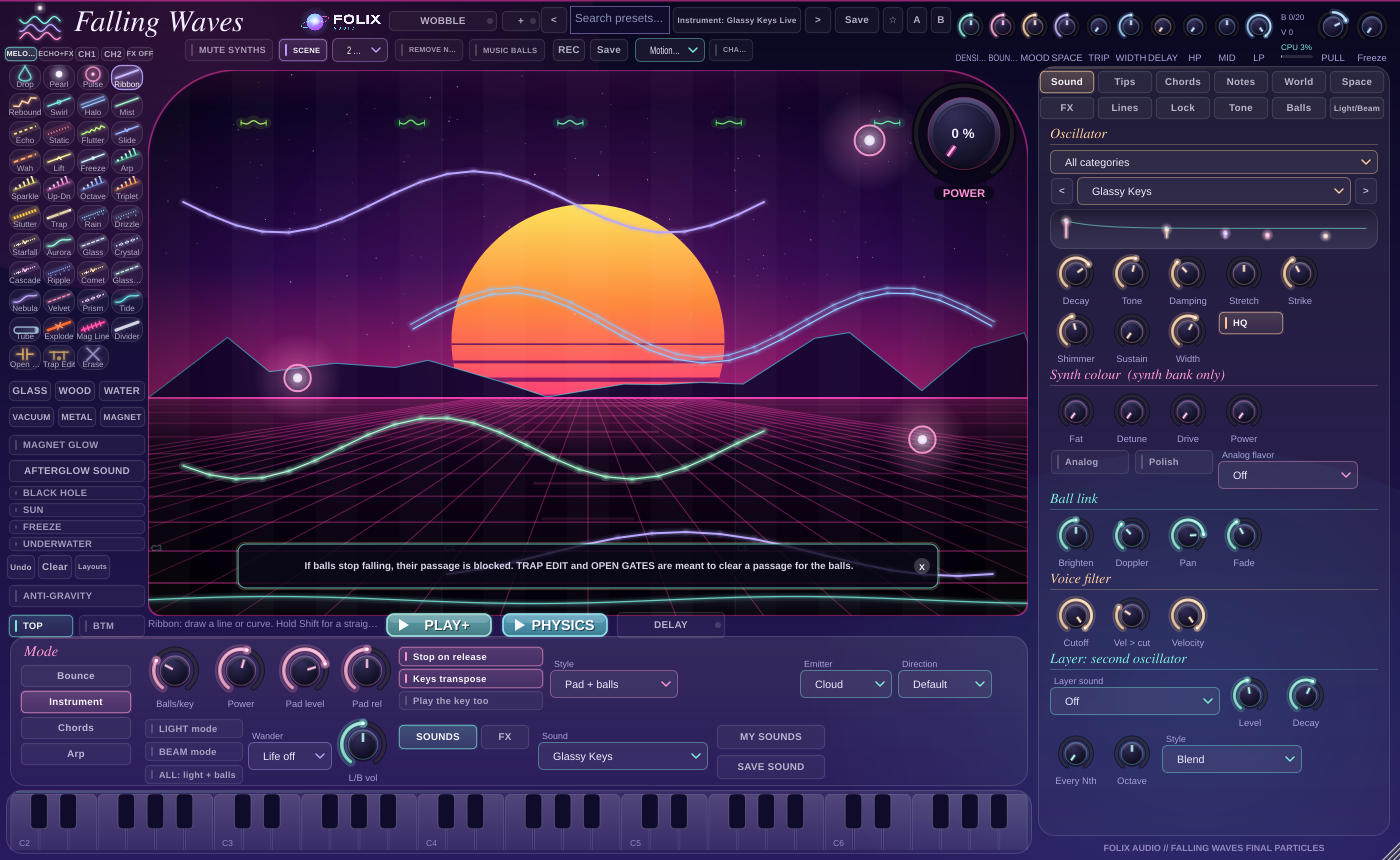 Falling Waves
FOLIX
AUDIO
WOBBLE
+
<
Search presets...
Instrument: Glassy Keys Live
>
Save
☆
A
B
B 0/20
V 0
CPU 3%
MELO... ECHO+FX CH1 CH2 FX OFF
MUTE SYNTHS
SCENE
2 ...
REMOVE N...
MUSIC BALLS
REC
Save
Motion...
CHA...
DENSI... BOUN... MOOD SPACE TRIP WIDTH DELAY HP MID LP PULL Freeze
Drop Pearl Pulse Ribbon
Rebound Swirl Halo Mist
Echo Static Flutter Slide
Wah Lift Freeze Arp
Sparkle Up-Dn Octave Triplet
Stutter Trap Rain Drizzle
Starfall Aurora Glass Crystal
Cascade Ripple Comet Glass...
Nebula Velvet Prism Tide
Tube Explode Mag Line Divider
Open ... Trap Edit Erase
GLASS WOOD WATER
VACUUM METAL MAGNET
MAGNET GLOW
AFTERGLOW SOUND
BLACK HOLE
SUN
FREEZE
UNDERWATER
Undo Clear Layouts
ANTI-GRAVITY
TOP BTM
0 %
POWER
C3
If balls stop falling, their passage is blocked. TRAP EDIT and OPEN GATES are meant to clear a passage for the balls.
x
Ribbon: draw a line or curve. Hold Shift for a straig...
PLAY+
PHYSICS
DELAY
Mode
Bounce
Instrument
Chords
Arp
Balls/key Power Pad level Pad rel
LIGHT mode
BEAM mode
ALL: light + balls
Wander
Life off
L/B vol
Stop on release
Keys transpose
Play the key too
Style
Pad + balls
Emitter
Cloud
Direction
Default
SOUNDS FX
Sound
Glassy Keys
MY SOUNDS
SAVE SOUND
C2 C3 C4 C5 C6
Sound Tips Chords Notes World Space
FX Lines Lock Tone Balls Light/Beam
Oscillator
All categories
<
Glassy Keys
>
Decay Tone Damping Stretch Strike
Shimmer Sustain Width
HQ
Synth colour (synth bank only)
Fat Detune Drive Power
Analog Polish
Analog flavor
Off
Ball link
Brighten Doppler Pan Fade
Voice filter
Cutoff Vel > cut Velocity
Layer: second oscillator
Layer sound
Off
Level Decay
Every Nth Octave
Style
Blend
FOLIX AUDIO // FALLING WAVES FINAL PARTICLES